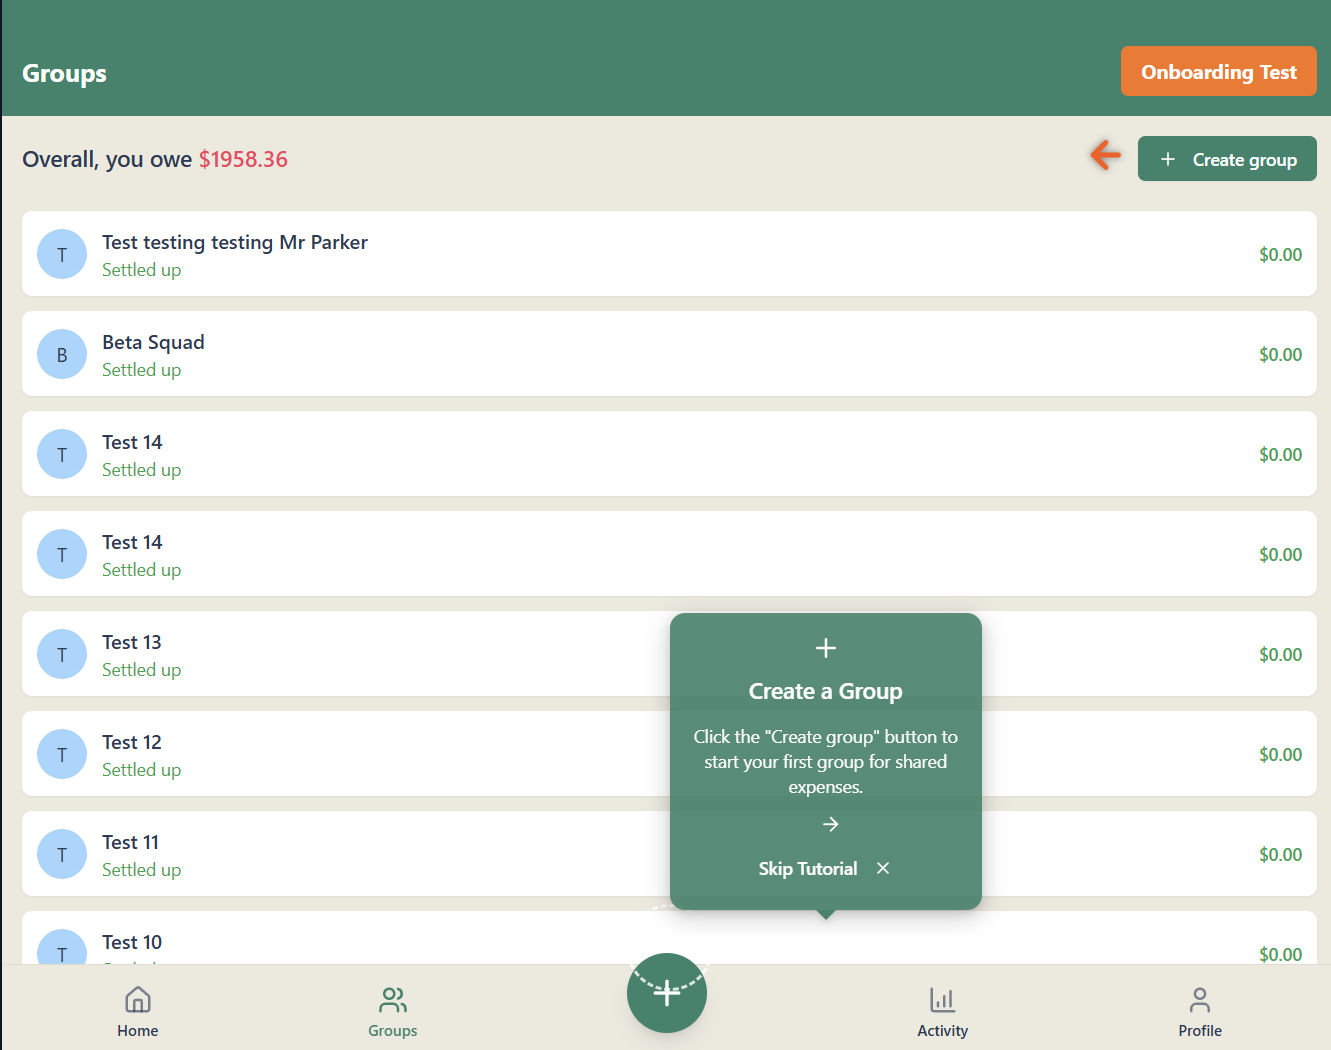 Groups
Onboarding Test
Overall, you owe $1958.36
Create group
T
Test testing testing Mr Parker
Settled up
$0.00
B
Beta Squad
Settled up
$0.00
T
Test 14
Settled up
$0.00
T
Test 14
Settled up
$0.00
T
Test 13
Settled up
$0.00
T
Test 12
Settled up
$0.00
T
Test 11
Settled up
$0.00
T
Test 10
$0.00
Create a Group
Click the "Create group" button to
start your first group for shared
expenses.
Skip Tutorial
Home
Groups
Activity
Profile